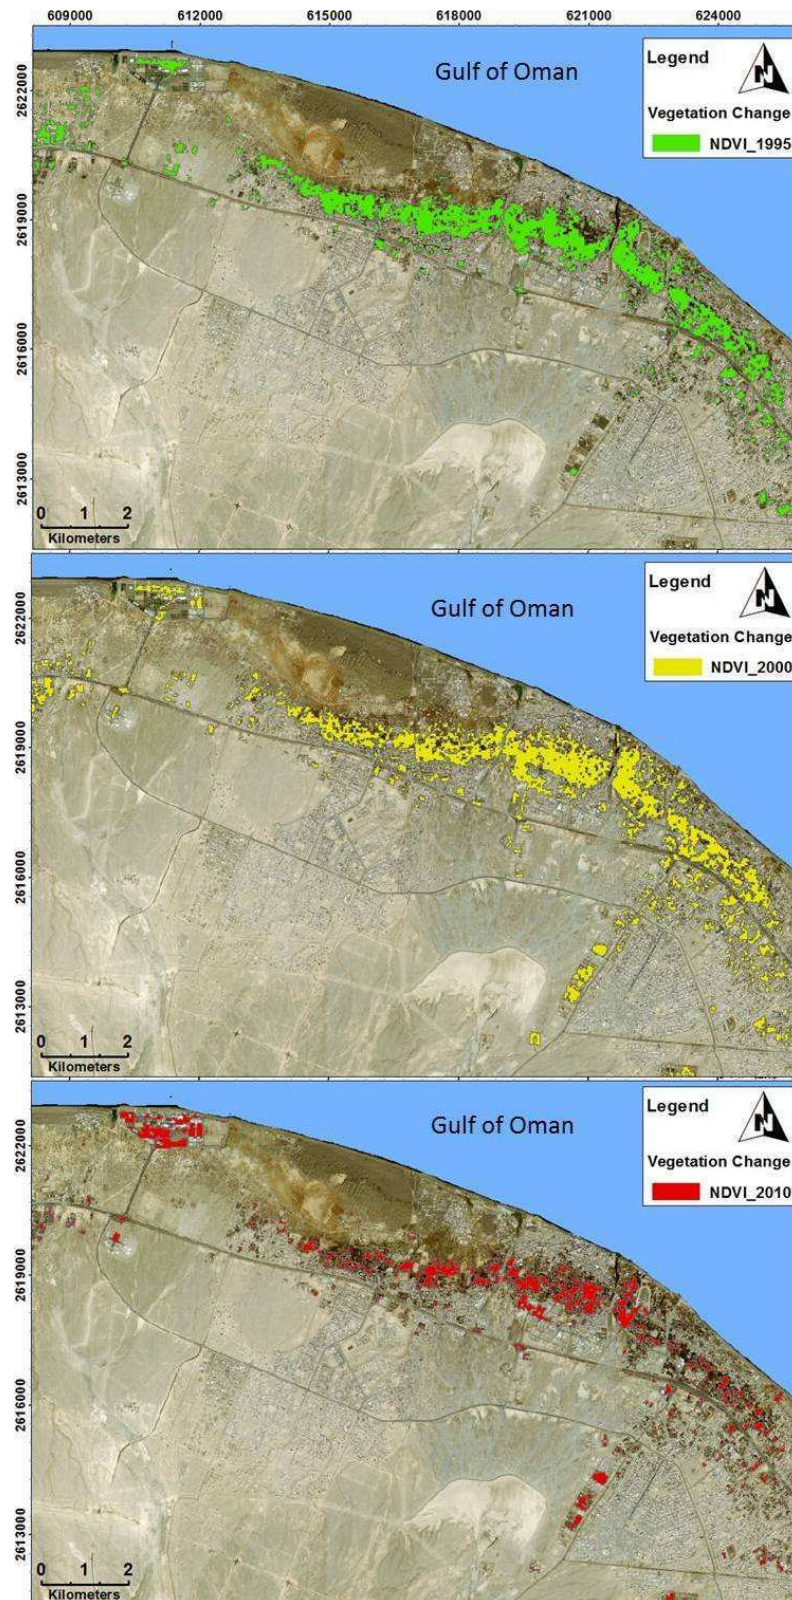 609000 612000 615000 618000 621000 624000
Gulf of Oman
Legend
N
Vegetation Change
NDVI_1995
2622000
2619000
2616000
2613000
0 1 2
Kilometers
Gulf of Oman
Legend
N
Vegetation Change
NDVI_2000
2622000
2619000
2616000
2613000
0 1 2
Kilometers
Gulf of Oman
Legend
N
Vegetation Change
NDVI_2010
2622000
2619000
2616000
2613000
0 1 2
Kilometers